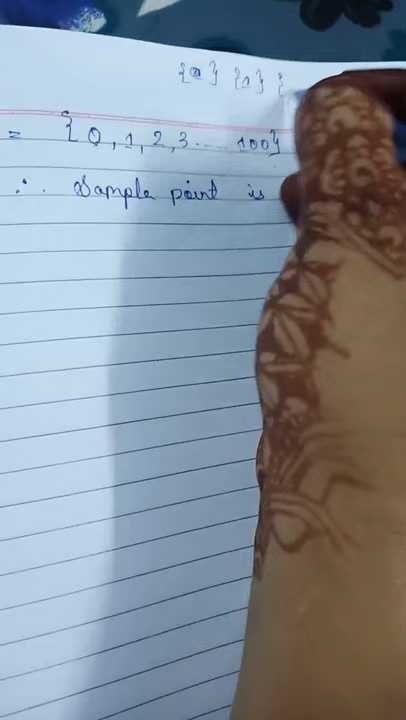 {0} {1} {
= {0, 1, 2, 3 .... 100}
∴ Sample point is